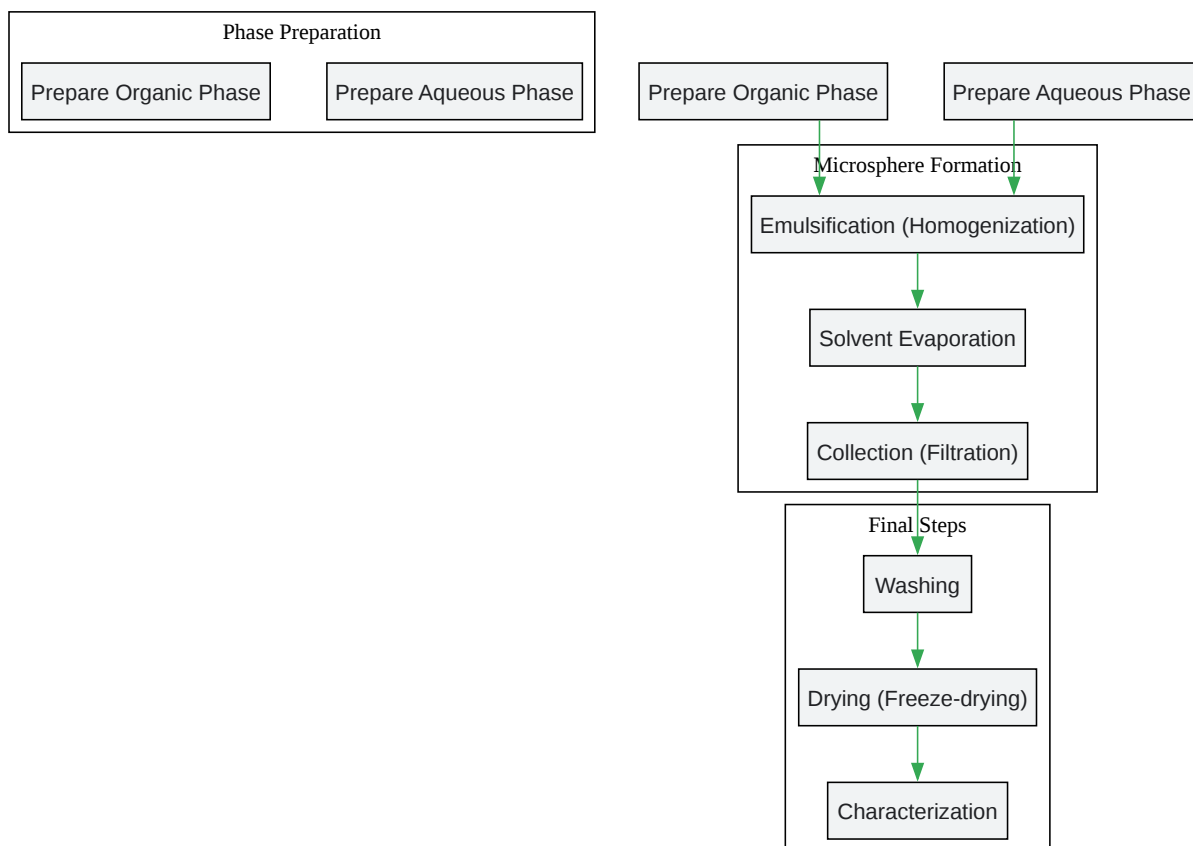 Phase Preparation
Prepare Organic Phase
Prepare Aqueous Phase
Prepare Organic Phase
Prepare Aqueous Phase
Microsphere Formation
Emulsification (Homogenization)
Solvent Evaporation
Collection (Filtration)
Final Steps
Washing
Drying (Freeze-drying)
Characterization